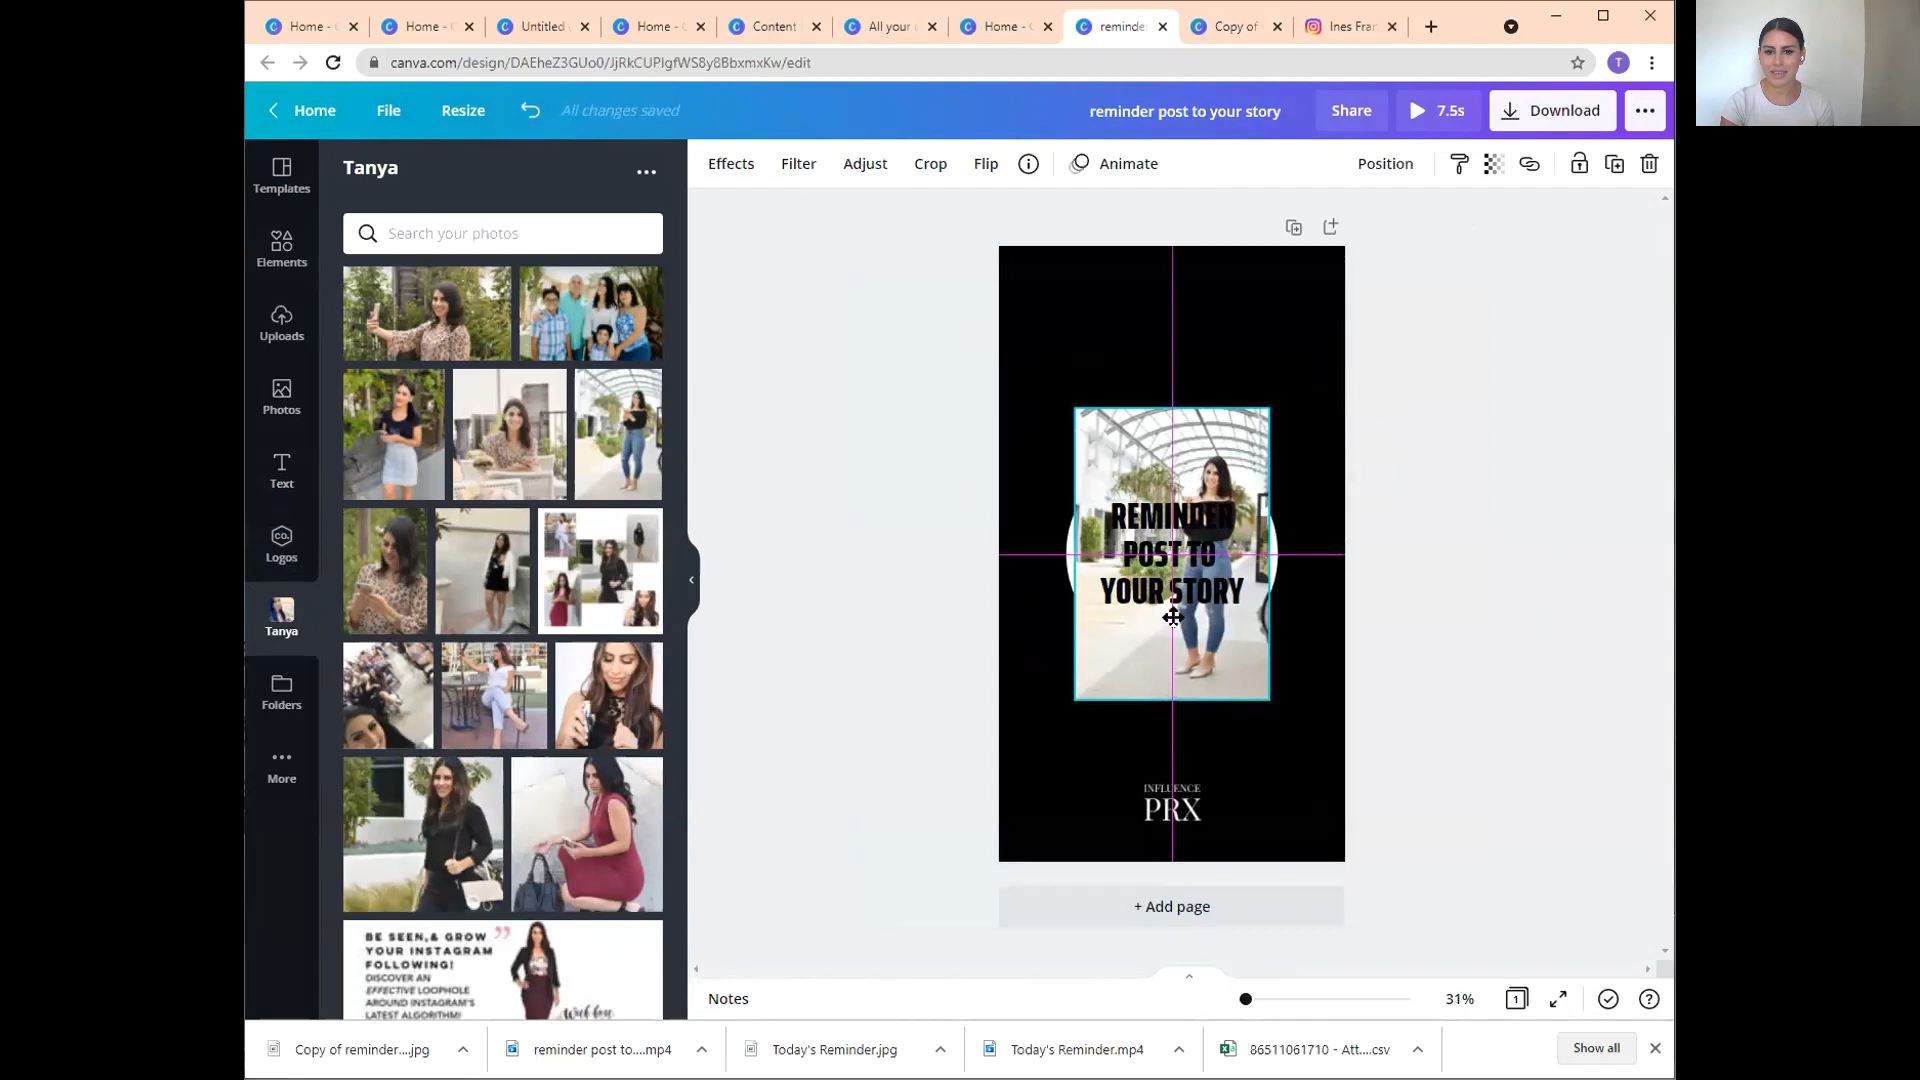 Home - C
Home - C
Untitled
Home - C
Content
All your
Home - C
reminde
Copy of
Ines Fran
canva.com/design/DAEheZ3GUo0/JjRkCUPlgfWS8y8BbxmxKw/edit
T
Home
File
Resize
All changes saved
reminder post to your story
Share
7.5s
Download
Templates
Elements
Uploads
Photos
Text
CO.
Logos
Tanya
Folders
More
Tanya
Search your photos
BE SEEN,& GROW
YOUR INSTAGRAM
FOLLOWING!
DISCOVER AN
EFFECTIVE LOOPHOLE
AROUND INSTAGRAM'S
LATEST ALGORITHM!
Effects
Filter
Adjust
Crop
Flip
Animate
Position
REMINDER
POST TO
YOUR STORY
INFLUENCE
PRX
+ Add page
Notes
31%
1
Copy of reminder....jpg
reminder post to....mp4
Today's Reminder.jpg
Today's Reminder.mp4
86511061710 - Att....csv
Show all